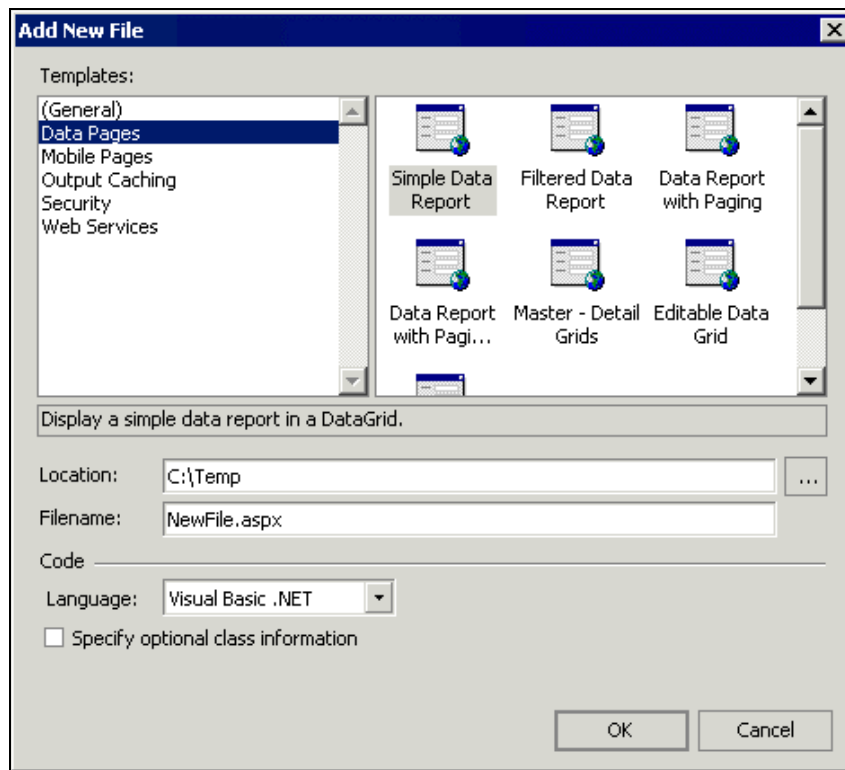 Add New File
Templates:
(General)
Data Pages
Mobile Pages
Output Caching
Security
Web Services
Simple Data
Report
Filtered Data
Report
Data Report
with Paging
Data Report
with Pagi...
Master - Detail
Grids
Editable Data
Grid
Display a simple data report in a DataGrid.
Location:
C:\Temp
...
Filename:
NewFile.aspx
Code
Language:
Visual Basic .NET
Specify optional class information
OK
Cancel